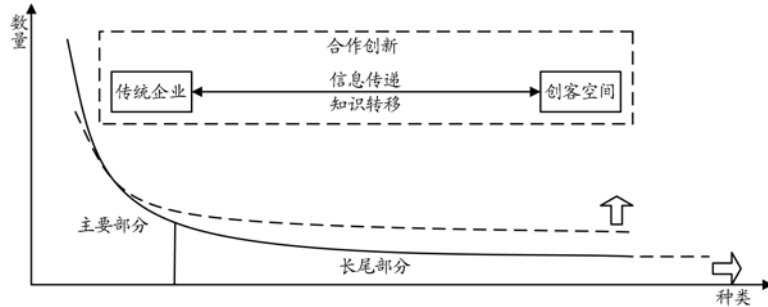 数量
合作创新
传统企业
信息传递
知识转移
创客空间
主要部分
长尾部分
种类